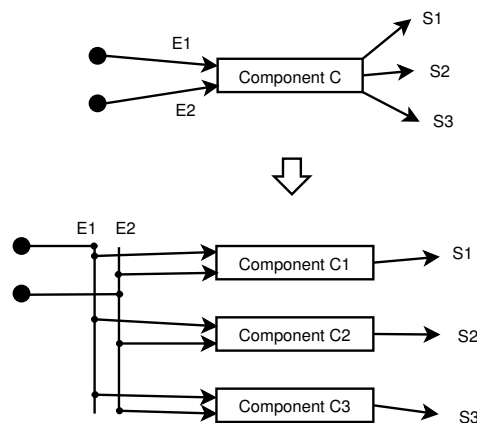 E1
S1
Component C
S2
E2
S3
E1 E2
Component C1
S1
Component C2
S2
Component C3
S3